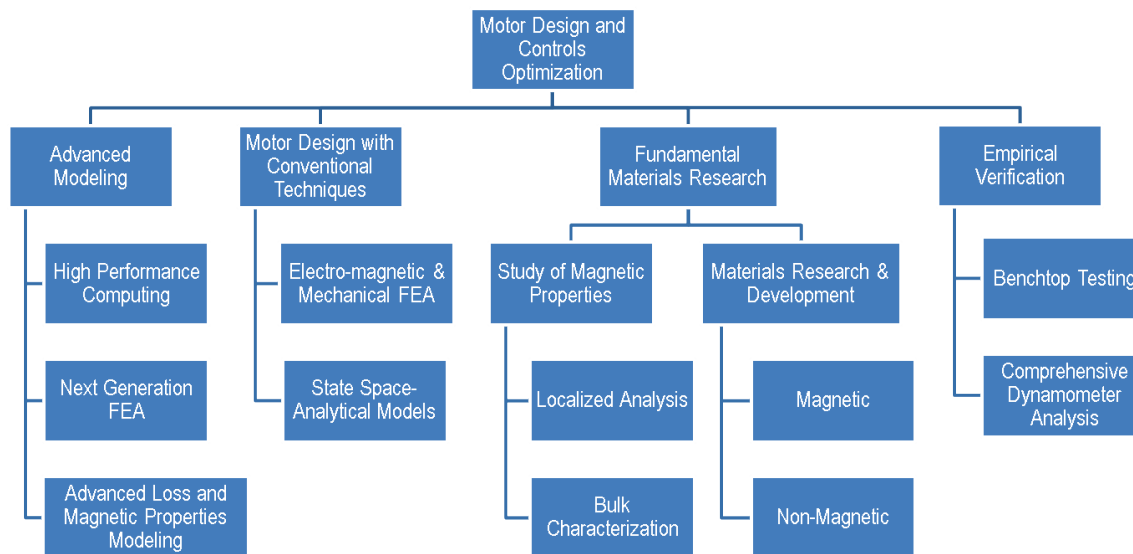 Motor Design and
Controls
Optimization
Advanced
Modeling
Motor Design with
Conventional
Techniques
Fundamental
Materials Research
Empirical
Verification
High Performance
Computing
Electro-magnetic &
Mechanical FEA
Study of Magnetic
Properties
Materials Research &
Development
Benchtop Testing
Next Generation
FEA
State Space-
Analytical Models
Localized Analysis
Magnetic
Comprehensive
Dynamometer
Analysis
Advanced Loss and
Magnetic Properties
Modeling
Bulk
Characterization
Non-Magnetic